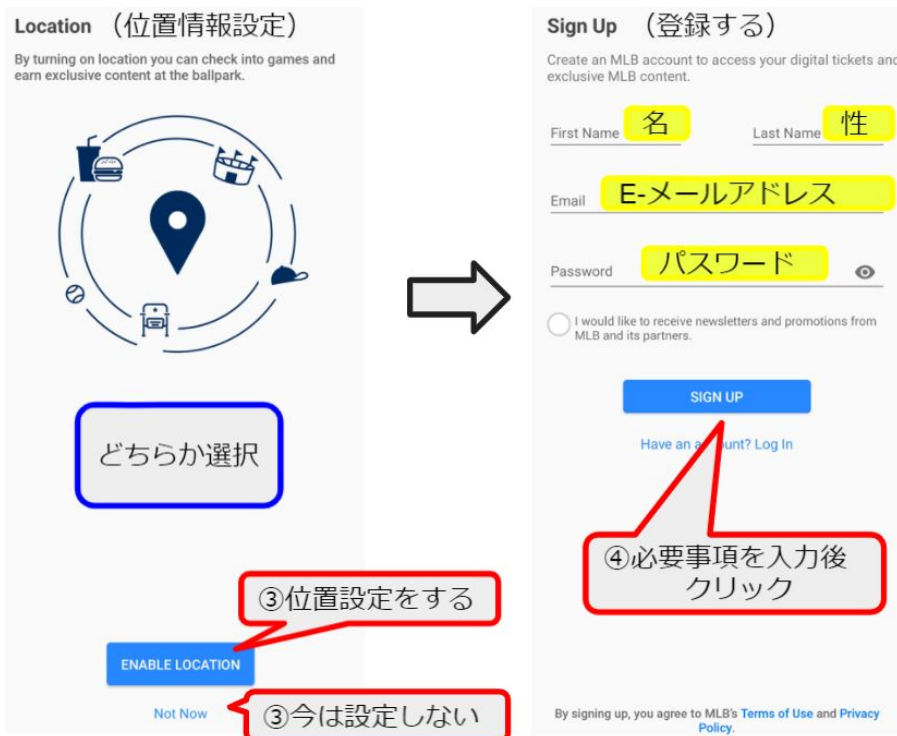 Location （位置情報設定）
By turning on location you can check into games and
earn exclusive content at the ballpark.
どちらか選択
③位置設定をする
ENABLE LOCATION
Not Now
③今は設定しない
Sign Up （登録する）
Create an MLB account to access your digital tickets and
exclusive MLB content.
First Name 名 Last Name 性
Email E-メールアドレス
Password パスワード
I would like to receive newsletters and promotions from
MLB and its partners.
SIGN UP
Have an a unt? Log In
④必要事項を入力後
クリック
By signing up, you agree to MLB's Terms of Use and Privacy
Policy.